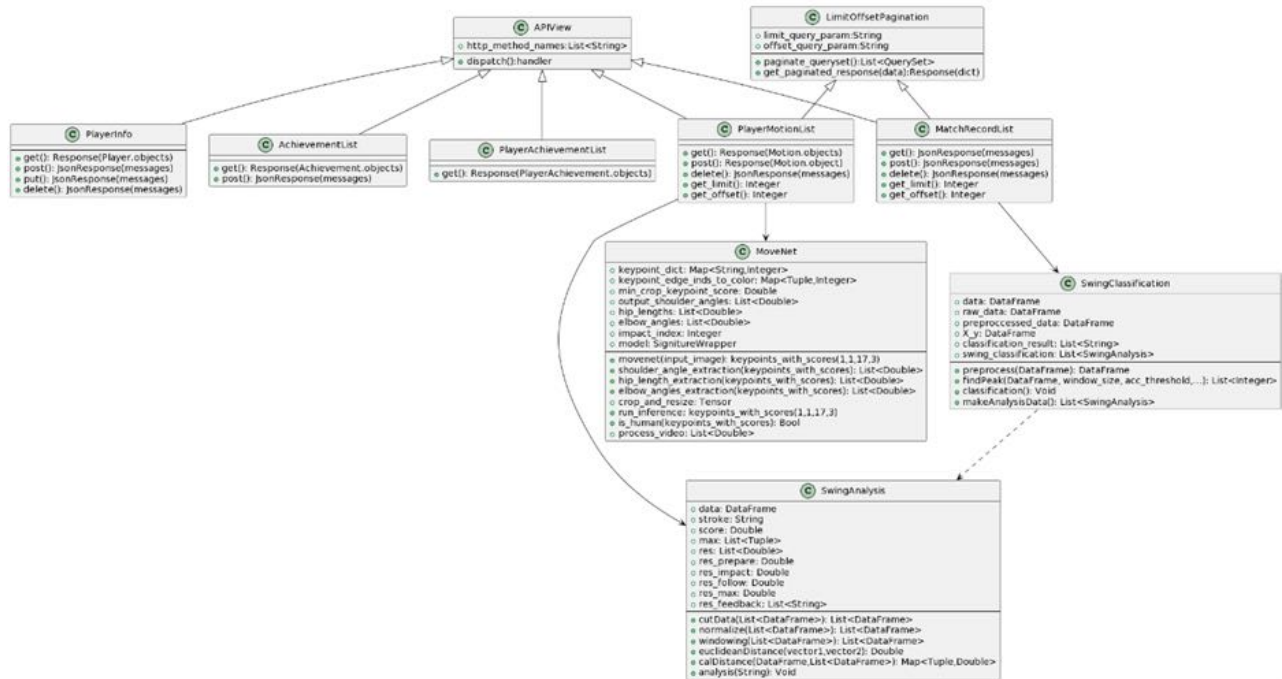 C APIView
http_method_names:List<String>
dispatch():handler
C LimitOffsetPagination
limit_query_param:String
offset_query_param:String
paginate_queryset():List<QuerySet>
get_paginated_response(data):Response(dict)
C PlayerInfo
get(): Response(Player.objects)
post(): JsonResponse(messages)
put(): JsonResponse(messages)
delete(): JsonResponse(messages)
C AchievementList
get(): Response(Achievement.objects)
post(): JsonResponse(messages)
C PlayerAchievementList
get(): Response(PlayerAchievement.objects)
C PlayerMotionList
get(): Response(Motion.objects)
post(): Response(Motion.object)
delete(): JsonResponse(messages)
get_limit(): Integer
get_offset(): Integer
C MatchRecordList
get(): JsonResponse(messages)
post(): JsonResponse(messages)
delete(): JsonResponse(messages)
get_limit(): Integer
get_offset(): Integer
C MoveNet
keypoint_dict: Map<String,Integer>
keypoint_edge_inds_to_color: Map<Tuple,Integer>
min_crop_keypoint_score: Double
output_shoulder_angles: List<Double>
hip_lengths: List<Double>
elbow_angles: List<Double>
impact_index: Integer
model: SignitureWrapper
movenet(input_image): keypoints_with_scores(1,1,17,3)
shoulder_angle_extraction(keypoints_with_scores): List<Double>
hip_length_extraction(keypoints_with_scores): List<Double>
elbow_angles_extraction(keypoints_with_scores): List<Double>
crop_and_resize: Tensor
run_inference: keypoints_with_scores(1,1,17,3)
is_human(keypoints_with_scores): Bool
process_video: List<Double>
C SwingClassification
data: DataFrame
raw_data: DataFrame
preproccessed_data: DataFrame
X_y: DataFrame
classification_result: List<String>
swing_classification: List<SwingAnalysis>
preprocess(DataFrame): DataFrame
findPeak(DataFrame, window_size, acc_threshold,...): List<Integer>
classification(): Void
makeAnalysisData(): List<SwingAnalysis>
C SwingAnalysis
data: DataFrame
stroke: String
score: Double
max: List<Tuple>
res: List<Double>
res_prepare: Double
res_impact: Double
res_follow: Double
res_max: Double
res_feedback: List<String>
cutData(List<DataFrame>): List<DataFrame>
normalize(List<DataFrame>): List<DataFrame>
windowing(List<DataFrame>): List<DataFrame>
euclideanDistance(vector1,vector2): Double
calDistance(DataFrame,List<DataFrame>): Map<Tuple,Double>
analysis(String): Void